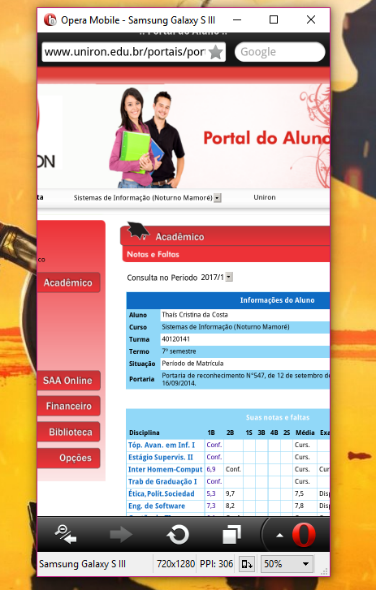 Opera Mobile - Samsung Galaxy S III
:: Portal do Aluno ::
www.uniron.edu.br/portais/por
Google
ON
Portal do Aluno
ta
Sistemas de Informação (Noturno Mamoré)
Uniron
co
Acadêmico
SAA Online
Financeiro
Biblioteca
Opções
Acadêmico
Notas e Faltas
Consulta no Periodo 2017/1
Informações do Aluno
Aluno Thais Cristina da Costa
Curso Sistemas de Informação (Noturno Mamoré)
Turma 40120141
Termo 7º semestre
Situação Período de Matrícula
Portaria Portaria de reconhecimento N°547, de 12 de setembro de
16/09/2014.
Suas notas e faltas
Disciplina 1B 2B 1S 3B 4B 2S Média Exa
Tóp. Avan. em Inf. I Conf. Curs.
Estágio Supervis. II Conf. Curs.
Inter Homem-Comput 6,9 Conf. Curs. Cur
Trab de Graduação I Conf. Curs.
Ética,Polit.Sociedad 5,3 9,7 7,5 Disp
Eng. de Software 7,3 8,2 7,8 Disp
Samsung Galaxy S III 720x1280 PPI: 306 50%